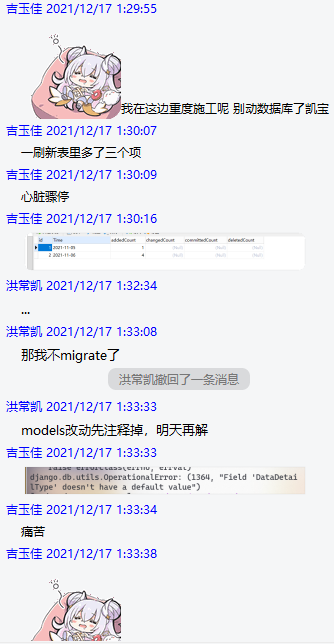 吉玉佳 2021/12/17 1:29:55
我在这边重度施工呢 别动数据库了凯宝
吉玉佳 2021/12/17 1:30:07
一刷新表里多了三个项
吉玉佳 2021/12/17 1:30:09
心脏骤停
吉玉佳 2021/12/17 1:30:16
id Time addedCount changedCount committedCount deletedCount
1 2021-11-05 1 (Null) (Null) (Null)
2 2021-11-06 4 (Null) (Null) (Null)
洪常凯 2021/12/17 1:32:34
...
洪常凯 2021/12/17 1:33:08
那我不migrate了
洪常凯撤回了一条消息
洪常凯 2021/12/17 1:33:33
models改动先注释掉，明天再解
吉玉佳 2021/12/17 1:33:33
raise errorclass(errno, errval)
django.db.utils.OperationalError: (1364, "Field 'DataDetai
lType' doesn't have a default value")
吉玉佳 2021/12/17 1:33:34
痛苦
吉玉佳 2021/12/17 1:33:38